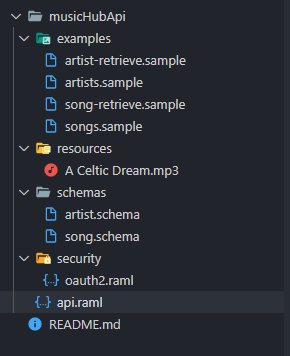 musicHubApi
examples
artist-retrieve.sample
artists.sample
song-retrieve.sample
songs.sample
resources
A Celtic Dream.mp3
schemas
artist.schema
song.schema
security
oauth2.raml
api.raml
README.md